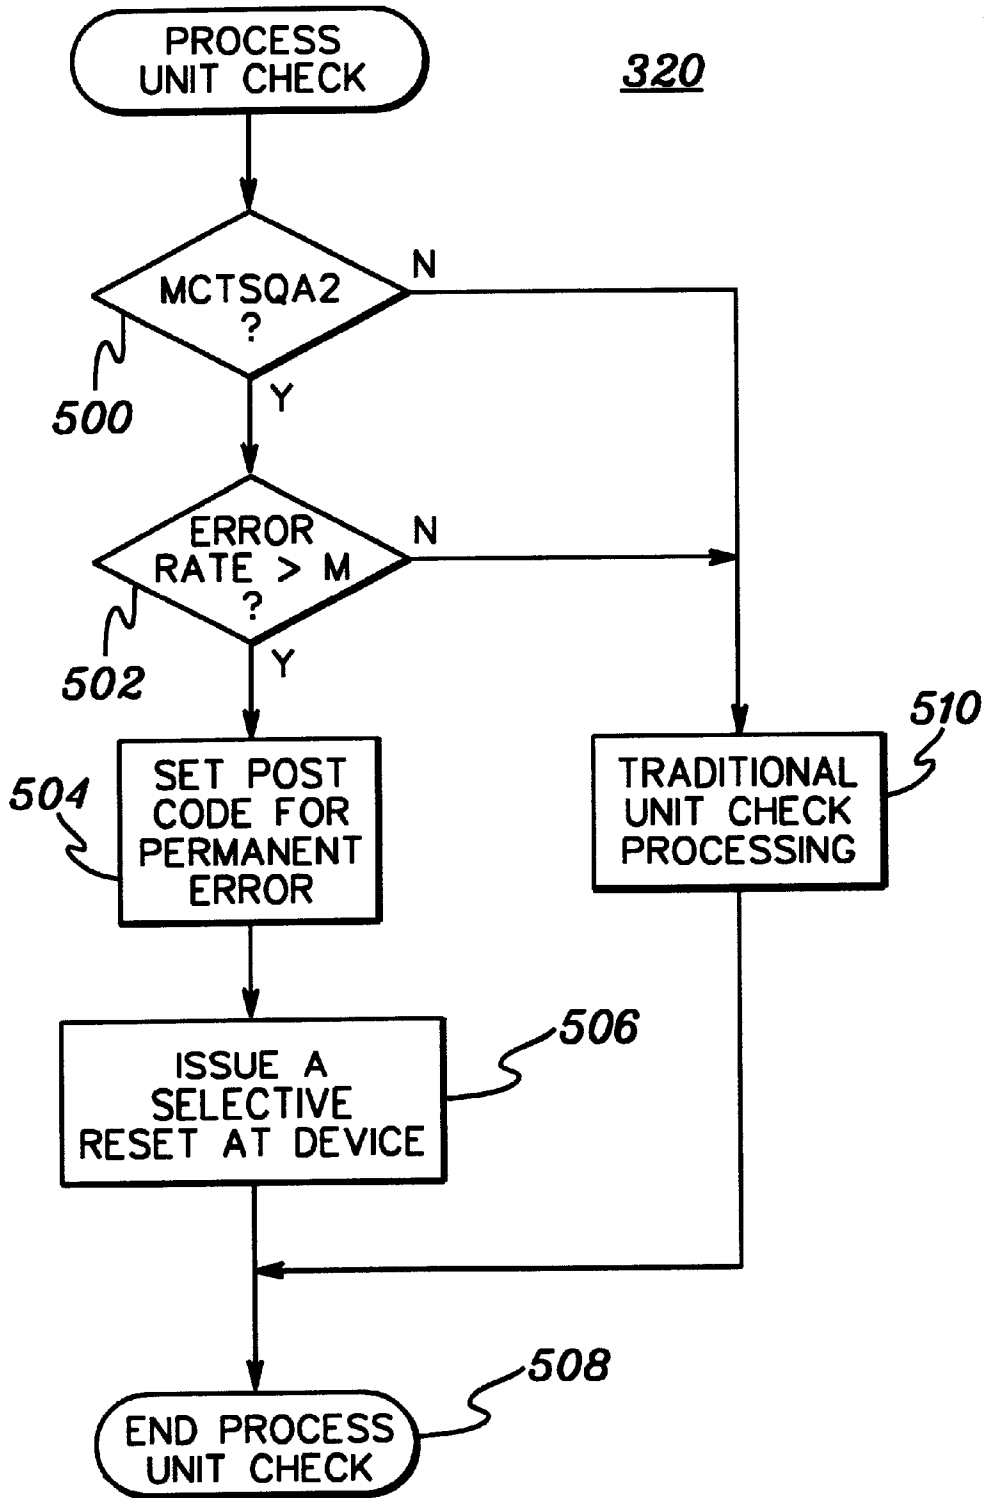 PROCESS
UNIT CHECK
320
MCTSQA2
?
N
500
Y
ERROR
RATE > M
?
N
502
Y
SET POST
CODE FOR
PERMANENT
ERROR
504
TRADITIONAL
UNIT CHECK
PROCESSING
510
ISSUE A
SELECTIVE
RESET AT DEVICE
506
END PROCESS
UNIT CHECK
508